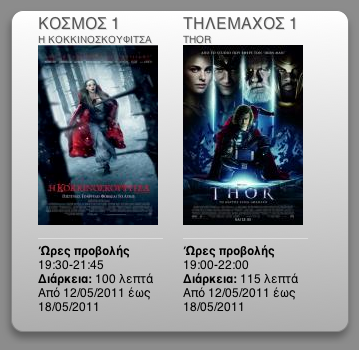 ΚΟΣΜΟΣ 1
Η ΚΟΚΚΙΝΟΣΚΟΥΦΙΤΣΑ
Η ΚΟΚΚΙΝΟΣΚΟΥΦΙΤΣΑ
Ώρες προβολής
19:30-21:45
Διάρκεια: 100 λεπτά
Από 12/05/2011 έως
18/05/2011
ΤΗΛΕΜΑΧΟΣ 1
THOR
THOR
Ώρες προβολής
19:00-22:00
Διάρκεια: 115 λεπτά
Από 12/05/2011 έως
18/05/2011